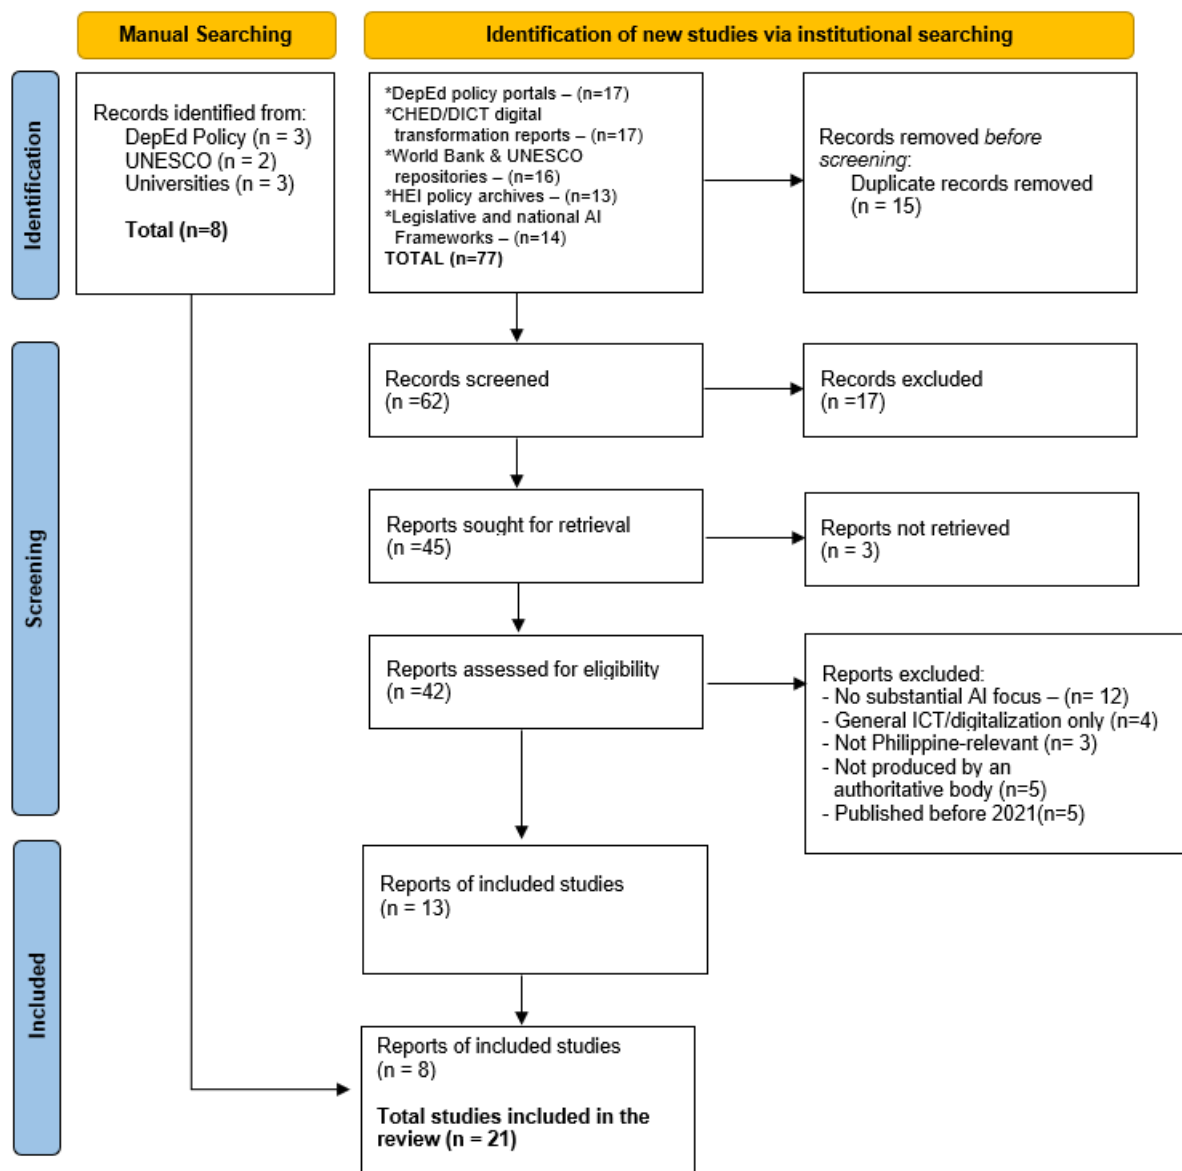 Manual Searching
Identification of new studies via institutional searching
Identification
Records identified from:
DepEd Policy (n = 3)
UNESCO (n = 2)
Universities (n = 3)
Total (n=8)
*DepEd policy portals – (n=17)
*CHED/DICT digital
transformation reports – (n=17)
*World Bank & UNESCO
repositories – (n=16)
*HEI policy archives – (n=13)
*Legislative and national AI
Frameworks – (n=14)
TOTAL (n=77)
Records removed before
screening:
Duplicate records removed
(n = 15)
Screening
Records screened
(n =62)
Records excluded
(n =17)
Reports sought for retrieval
(n =45)
Reports not retrieved
(n = 3)
Reports assessed for eligibility
(n =42)
Reports excluded:
- No substantial AI focus – (n= 12)
- General ICT/digitalization only (n=4)
- Not Philippine-relevant (n= 3)
- Not produced by an
authoritative body (n=5)
- Published before 2021(n=5)
Included
Reports of included studies
(n = 13)
Reports of included studies
(n = 8)
Total studies included in the
review (n = 21)